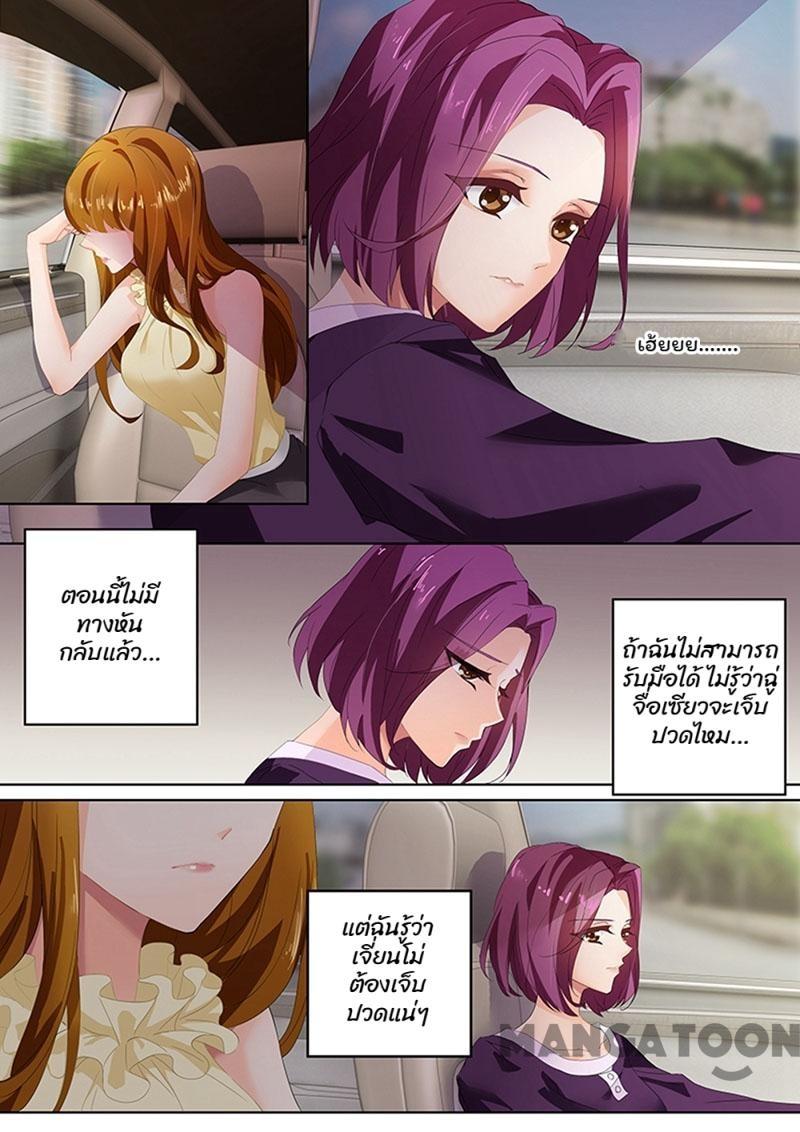 เฮ้ยยย.......
ตอนนี้ไม่มี
ทางหัน
กลับแล้ว...
ถ้าฉันไม่สามารถ
รับมือได้ ไม่รู้ว่าฉู่
จื่อเซียวจะเจ็บ
ปวดไหม...
แต่ฉันรู้ว่า
เจี่ยนโม่
ต้องเจ็บ
ปวดแน่ๆ
MANGATOON